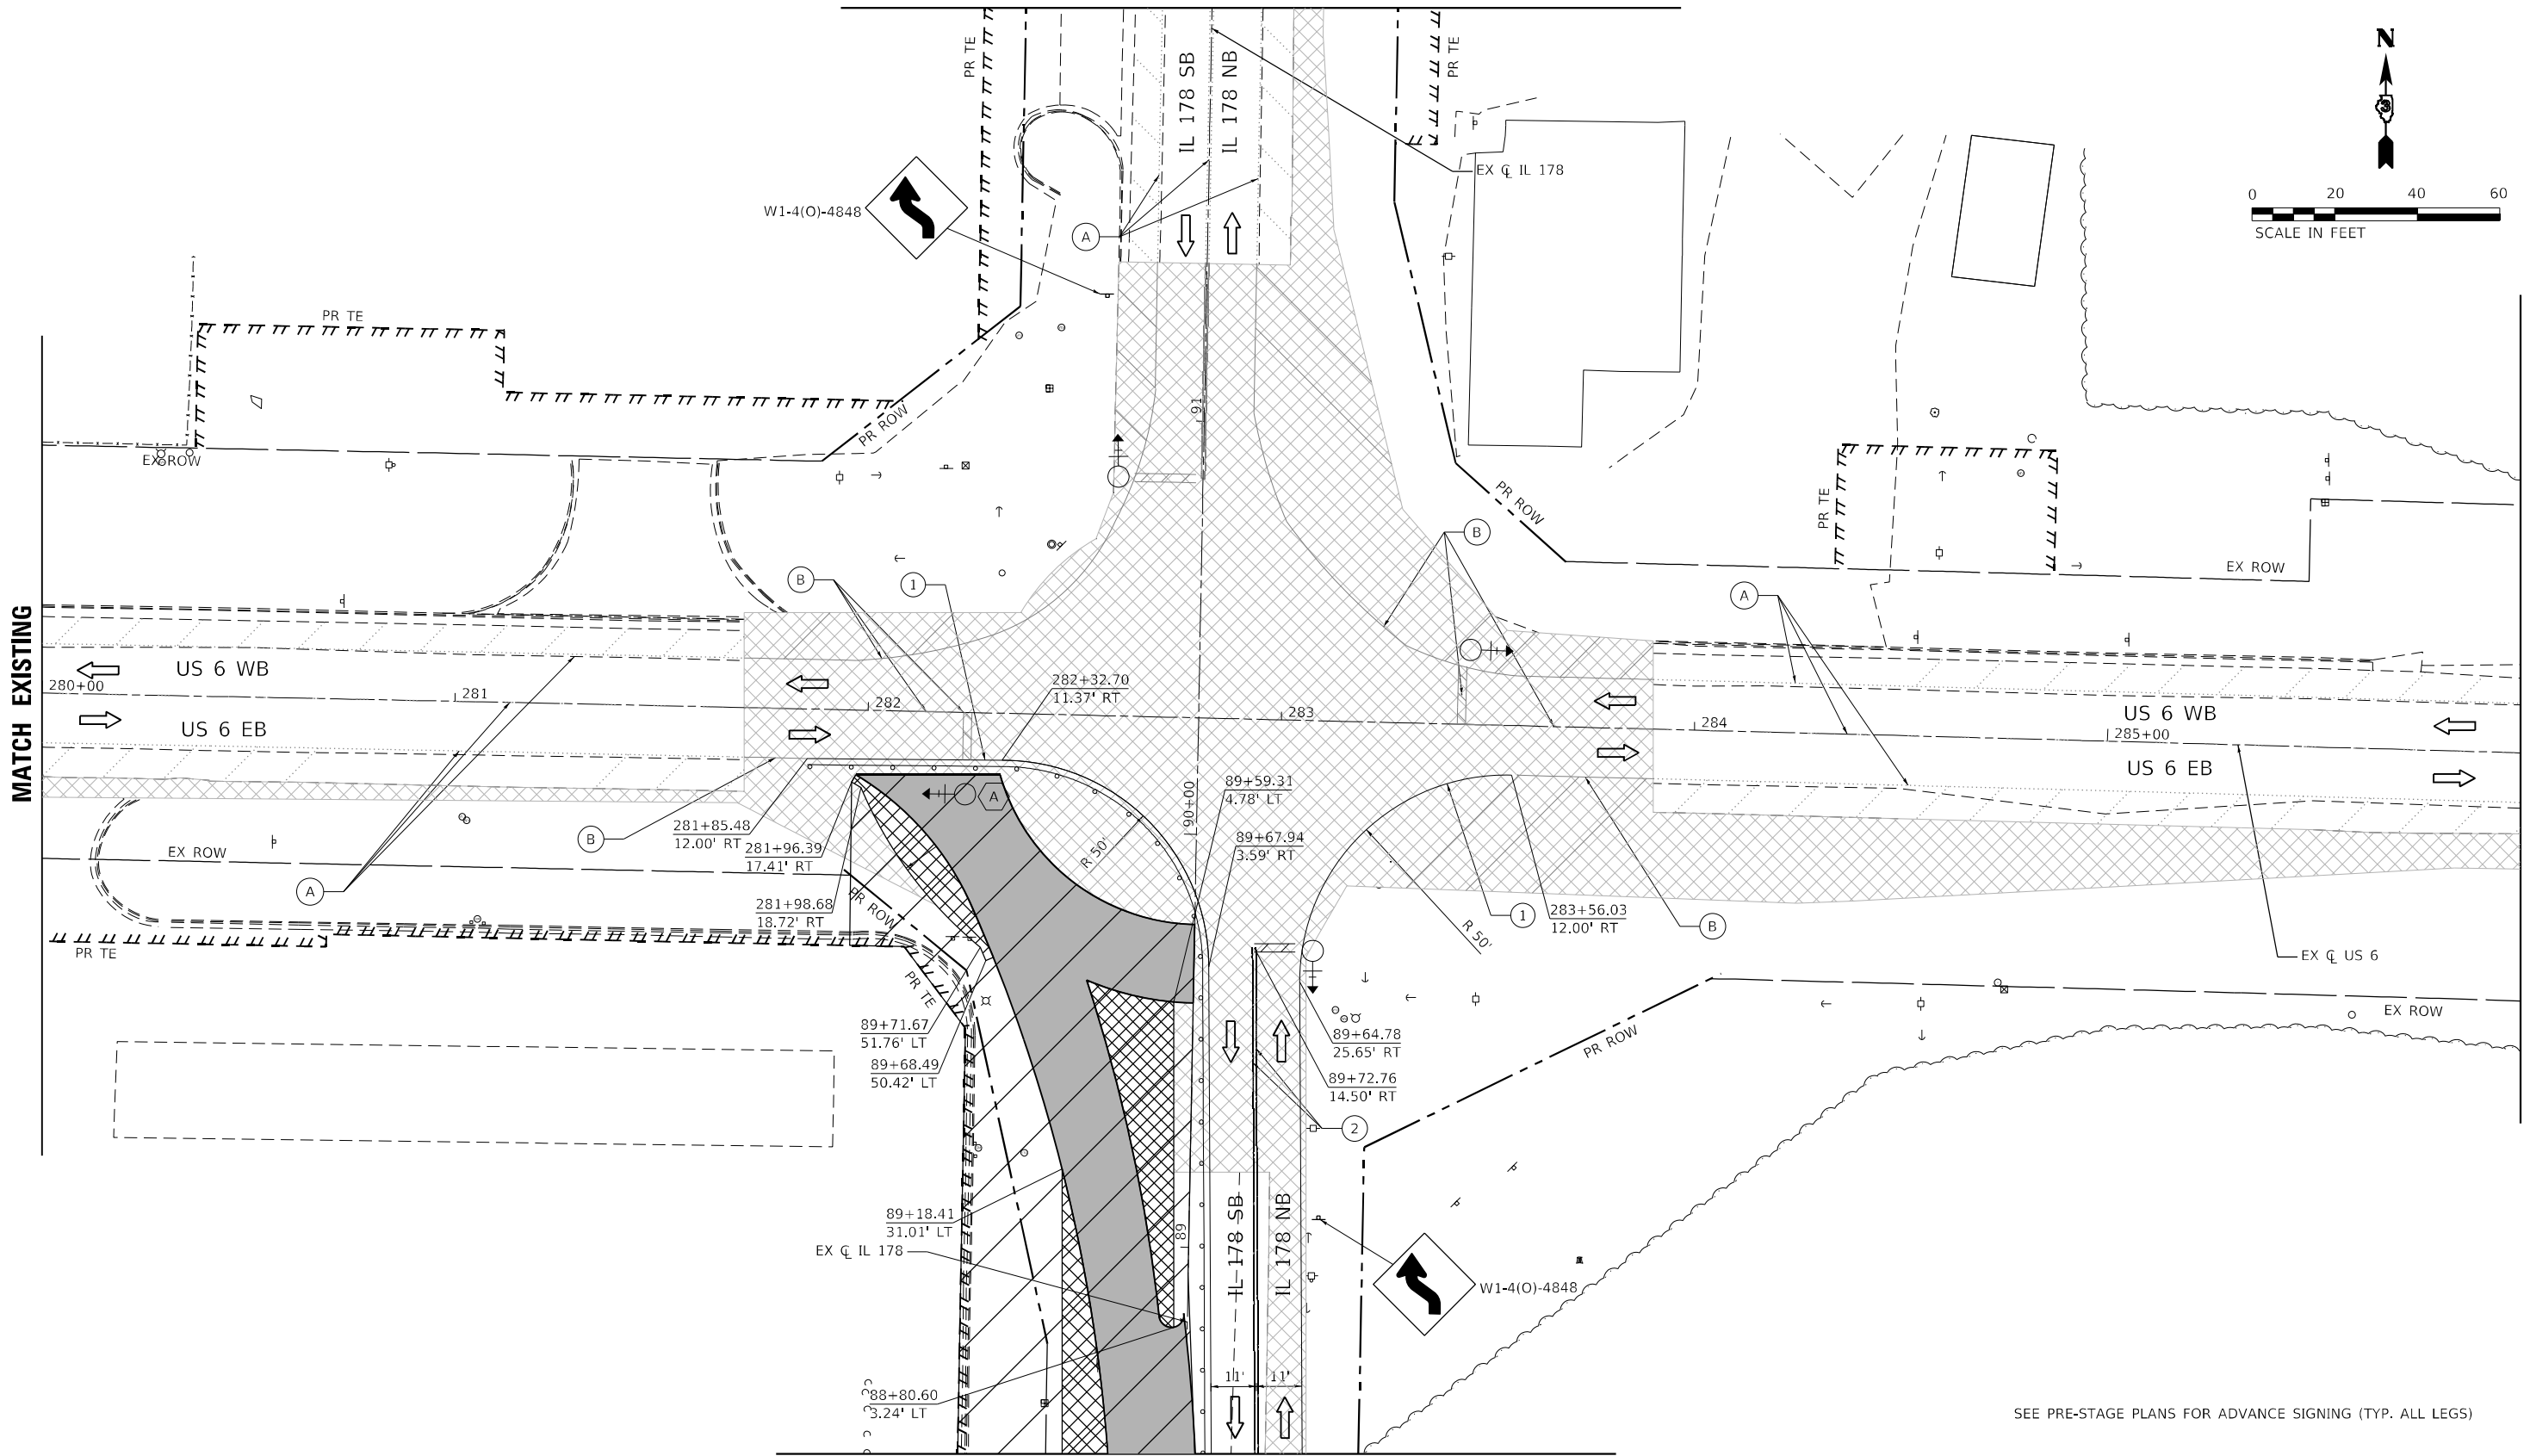 PR TE
IL 178 SB
IL 178 NB
PR TE
N
3
0 20 40 60
SCALE IN FEET
EX ℄ IL 178
W1-4(O)-4848
A
PR TE
91
PR ROW
EX ROW
PR ROW
PR TE
B
EX ROW
B
1
A
MATCH EXISTING
US 6 WB
280+00
281
282
282+32.70
11.37' RT
283
284
285+00
US 6 WB
US 6 EB
US 6 EB
A
90+00
89+59.31
4.78' LT
281+85.48
12.00' RT
B
89+67.94
3.59' RT
281+96.39
17.41' RT
R 50'
EX ROW
A
281+98.68
18.72' RT
PR ROW
1
283+56.03
12.00' RT
B
R 50'
PR TE
EX ℄ US 6
PR TE
EX ROW
89+71.67
51.76' LT
89+64.78
25.65' RT
PR ROW
89+68.49
50.42' LT
89+72.76
14.50' RT
2
89+18.41
31.01' LT
89
IL 178 SB
IL 178 NB
EX ℄ IL 178
W1-4(O)-4848
11' 11'
88+80.60
3.24' LT
SEE PRE-STAGE PLANS FOR ADVANCE SIGNING (TYP. ALL LEGS)